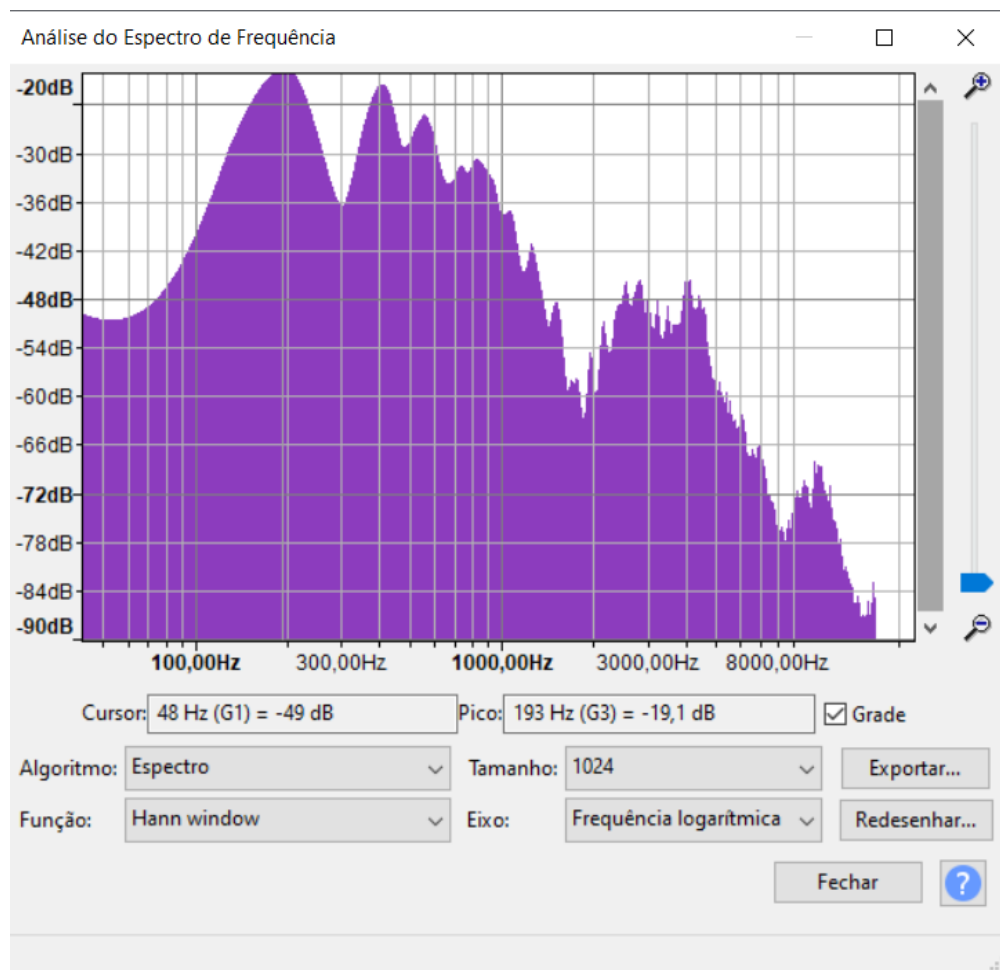 Análise do Espectro de Frequência
-20dB
-30dB
-36dB
-42dB
-48dB
-54dB
-60dB
-66dB
-72dB
-78dB
-84dB
-90dB
100,00Hz 300,00Hz 1000,00Hz 3000,00Hz 8000,00Hz
Cursor: 48 Hz (G1) = -49 dB Pico: 193 Hz (G3) = -19,1 dB Grade
Algoritmo: Espectro Tamanho: 1024 Exportar...
Função: Hann window Eixo: Frequência logarítmica Redesenhar...
Fechar ?